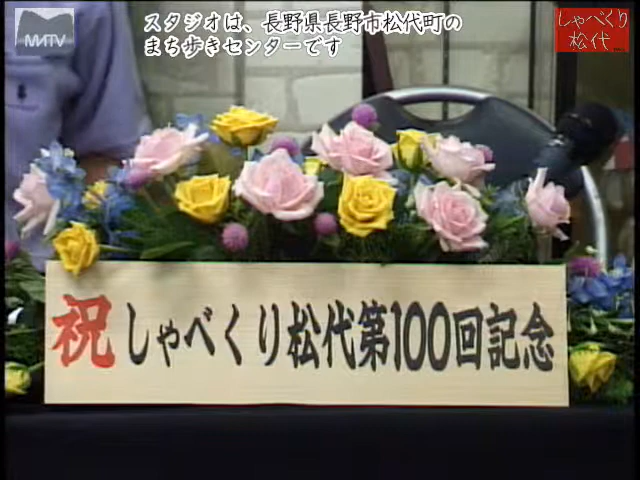 MATV
スタジオは、長野県長野市松代町の
まち歩きセンターです
しゃべくり
松代
祝しゃべくり松代第100回記念